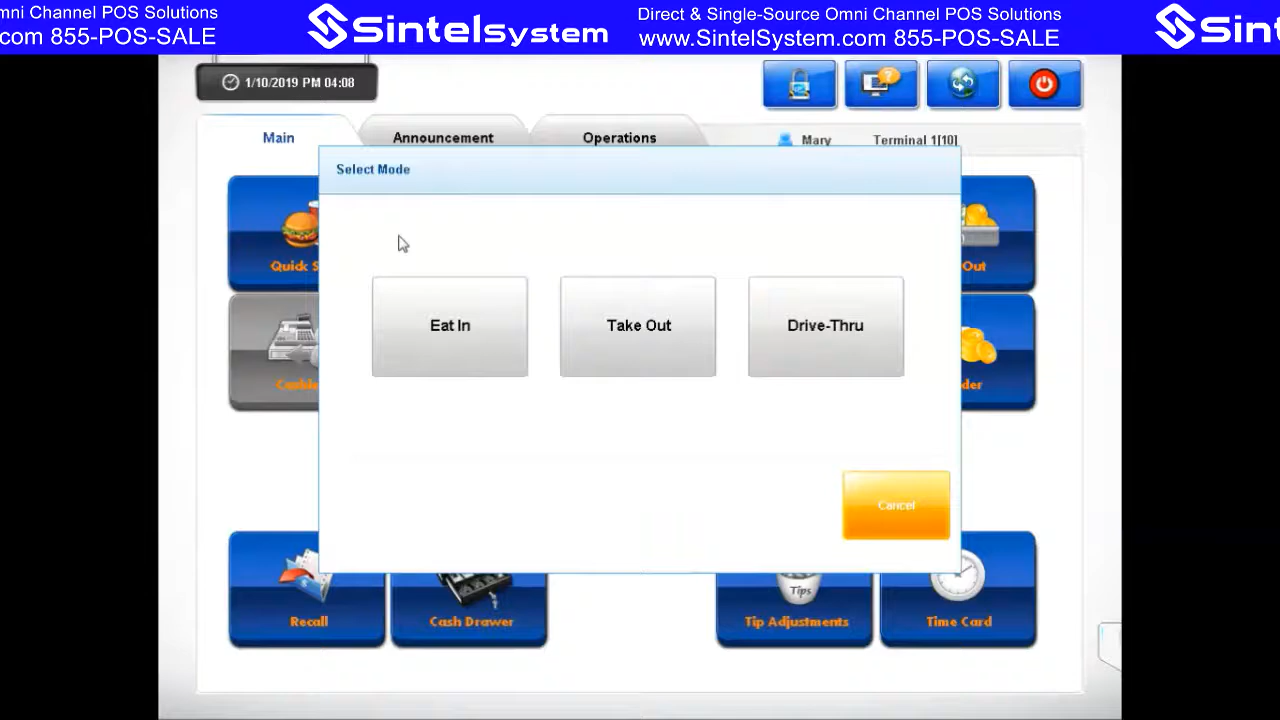 mni Channel POS Solutions
com 855-POS-SALE
Sintelsystem
Direct & Single-Source Omni Channel POS Solutions
www.SintelSystem.com 855-POS-SALE
Sint
1/10/2019 PM 04:08
Main
Announcement
Operations
Mary
Terminal 1[10]
Select Mode
Quick S
Out
Eat In
Take Out
Drive-Thru
Cashie
der
Cancel
Tips
Recall
Cash Drawer
Tip Adjustments
Time Card